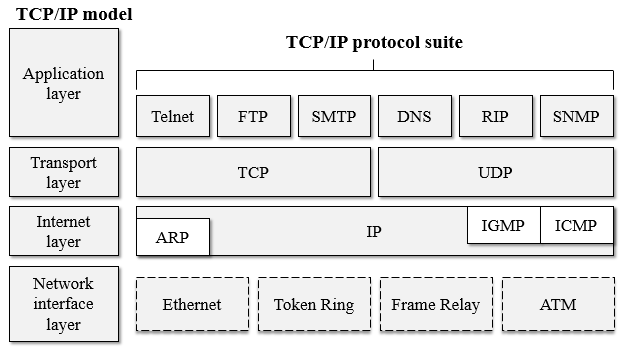 TCP/IP model
TCP/IP protocol suite
Application
layer
Telnet
FTP
SMTP
DNS
RIP
SNMP
Transport
layer
TCP
UDP
Internet
layer
ARP
IP
IGMP
ICMP
Network
interface
layer
Ethernet
Token Ring
Frame Relay
ATM